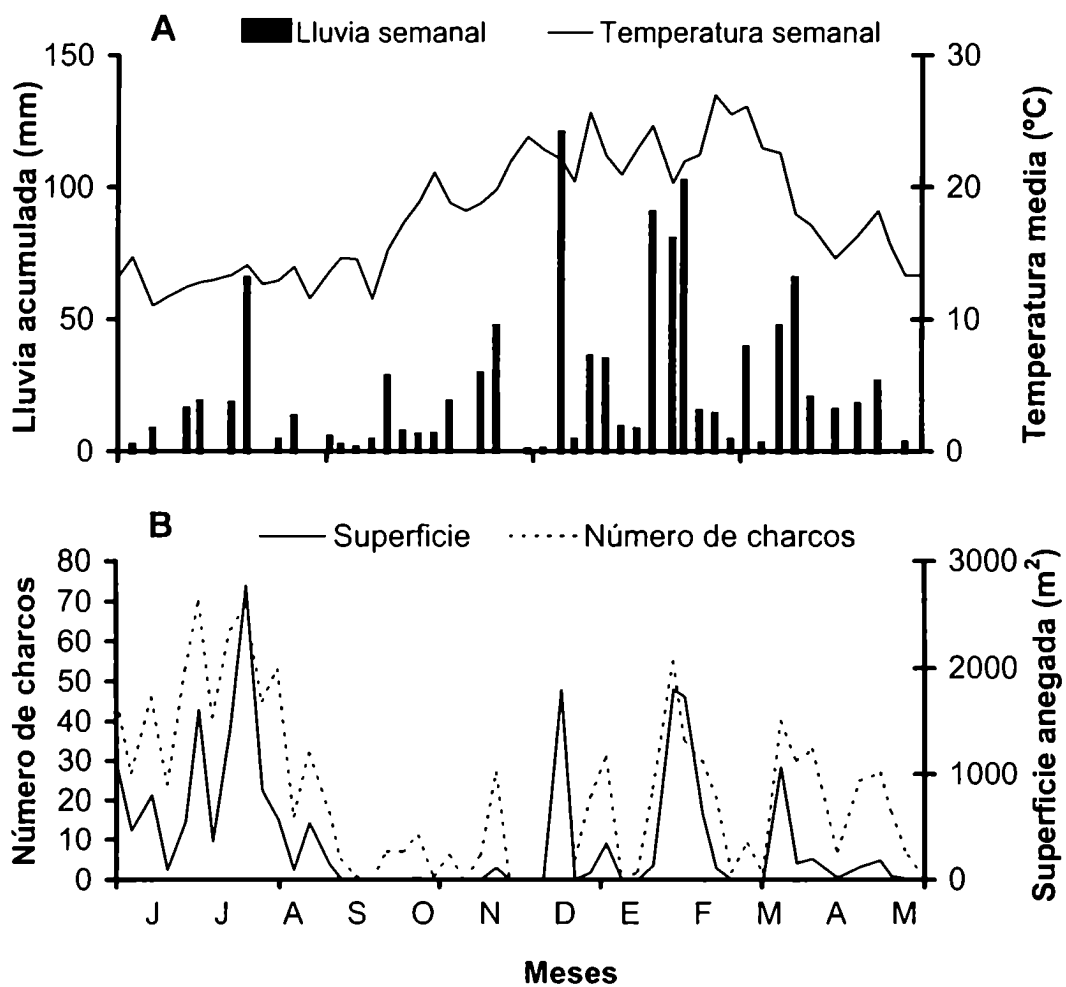 A
Lluvia semanal
Temperatura semanal
Lluvia acumulada (mm)
150
100
50
0
30
20
10
0
Temperatura media (ºC)
B
Superficie
Número de charcos
Número de charcos
80
70
60
50
40
30
20
10
0
3000
2000
1000
0
Superficie anegada (m²)
J J A S O N D E F M A M
Meses